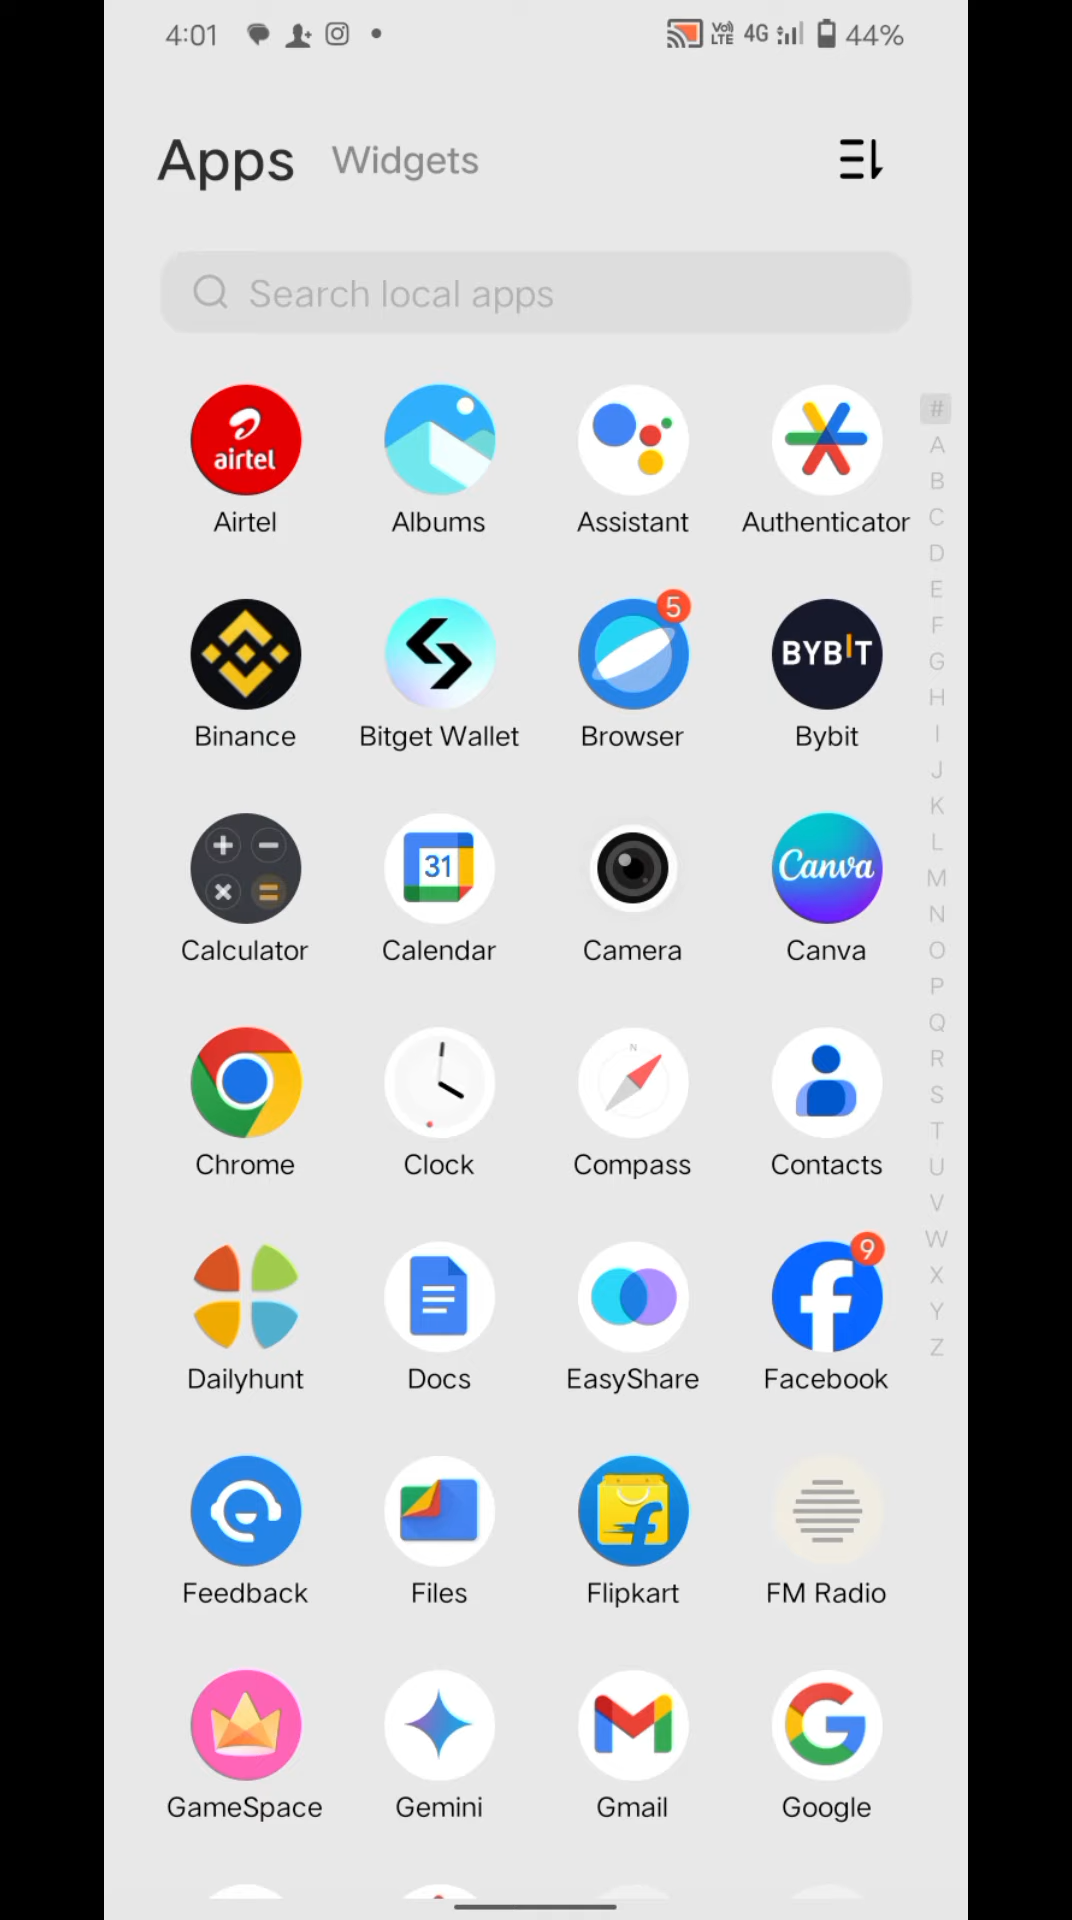 4:01 Vo) LTE 4G 44%
Apps Widgets
Search local apps
airtel
Airtel Albums Assistant Authenticator
#
A
B
C
D
E
F
G
H
I
J
K
L
M
N
O
P
Q
R
S
T
U
V
W
X
Y
Z
5
BYBIT
Binance Bitget Wallet Browser Bybit
31
Canva
Calculator Calendar Camera Canva
N
Chrome Clock Compass Contacts
9
Dailyhunt Docs EasyShare Facebook
Feedback Files Flipkart FM Radio
GameSpace Gemini Gmail Google